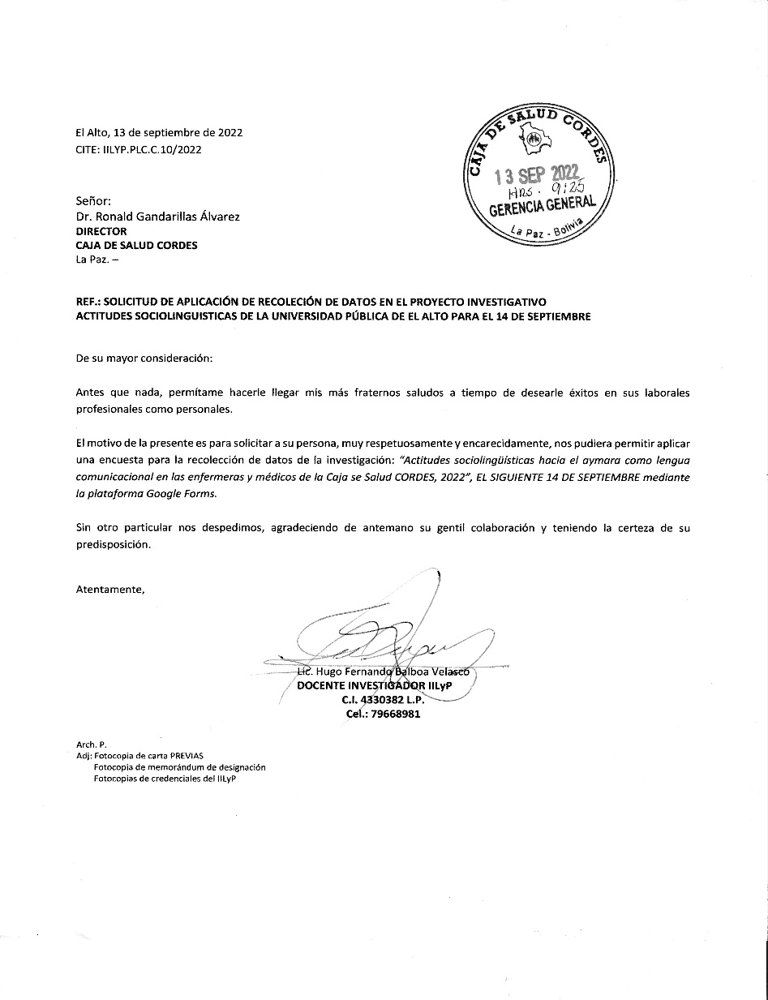 El Alto, 13 de septiembre de 2022
CITE: IILYP.PLC.C.10/2022
CAJA DE SALUD CORDES
13 SEP 2022
Hrs. 9:25
GERENCIA GENERAL
La Paz - Bolivia
Señor:
Dr. Ronald Gandarillas Álvarez
DIRECTOR
CAJA DE SALUD CORDES
La Paz. –
REF.: SOLICITUD DE APLICACIÓN DE RECOLECIÓN DE DATOS EN EL PROYECTO INVESTIGATIVO
ACTITUDES SOCIOLINGUISTICAS DE LA UNIVERSIDAD PÚBLICA DE EL ALTO PARA EL 14 DE SEPTIEMBRE
De su mayor consideración:
Antes que nada, permítame hacerle llegar mis más fraternos saludos a tiempo de desearle éxitos en sus laborales
profesionales como personales.
El motivo de la presente es para solicitar a su persona, muy respetuosamente y encarecidamente, nos pudiera permitir aplicar
una encuesta para la recolección de datos de la investigación: “Actitudes sociolingüísticas hacia el aymara como lengua
comunicacional en las enfermeras y médicos de la Caja se Salud CORDES, 2022”, EL SIGUIENTE 14 DE SEPTIEMBRE mediante
la plataforma Google Forms.
Sin otro particular nos despedimos, agradeciendo de antemano su gentil colaboración y teniendo la certeza de su
predisposición.
Atentamente,
Lic. Hugo Fernando Balboa Velasco
DOCENTE INVESTIGADOR IILyP
C.I. 4330382 L.P.
Cel.: 79668981
Arch. P.
Adj: Fotocopia de carta PREVIAS
Fotocopia de memorándum de designación
Fotocopias de credenciales del IILyP